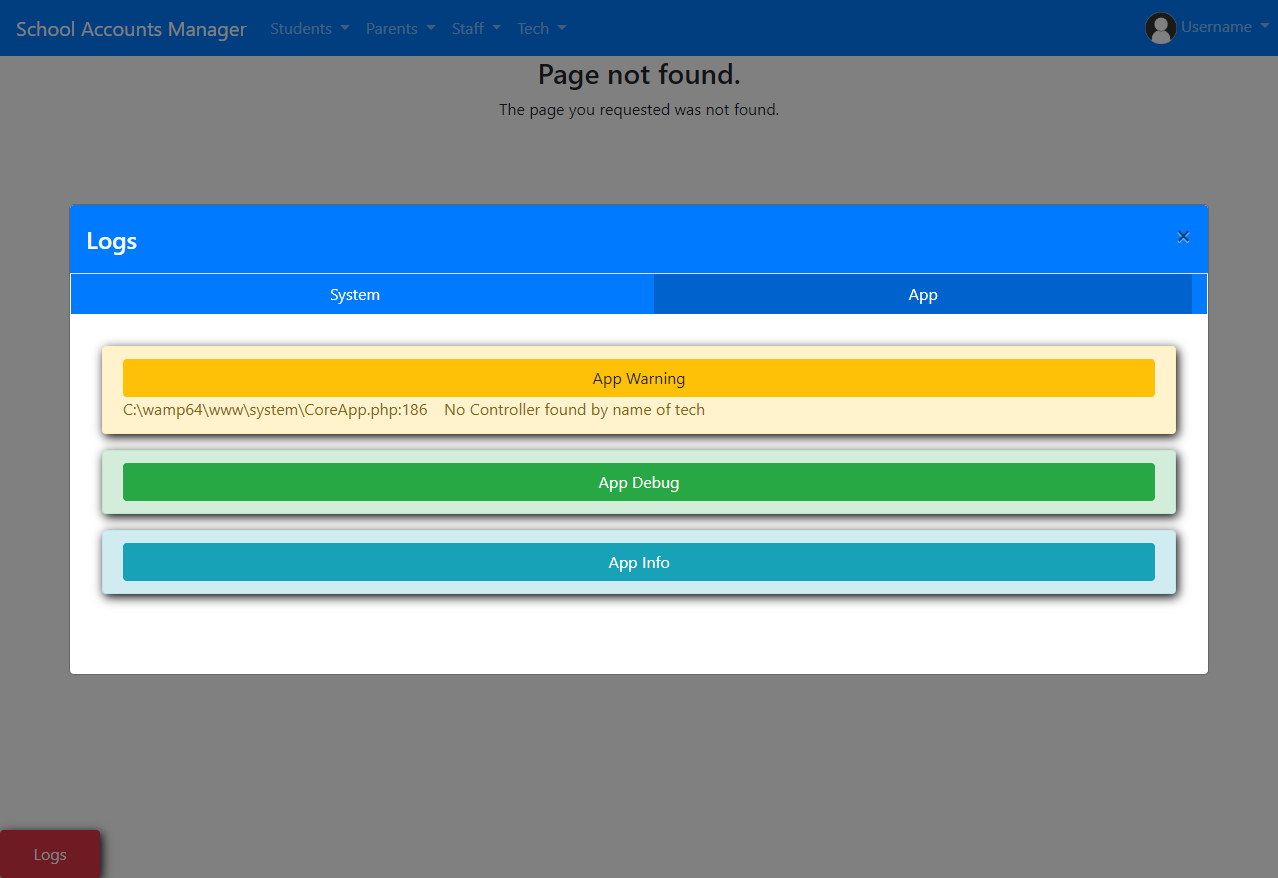 School Accounts Manager Students Parents Staff Tech Username
Page not found.
The page you requested was not found.
Logs ×
System App
App Warning
C:\wamp64\www\system\CoreApp.php:186 No Controller found by name of tech
App Debug
App Info
Logs